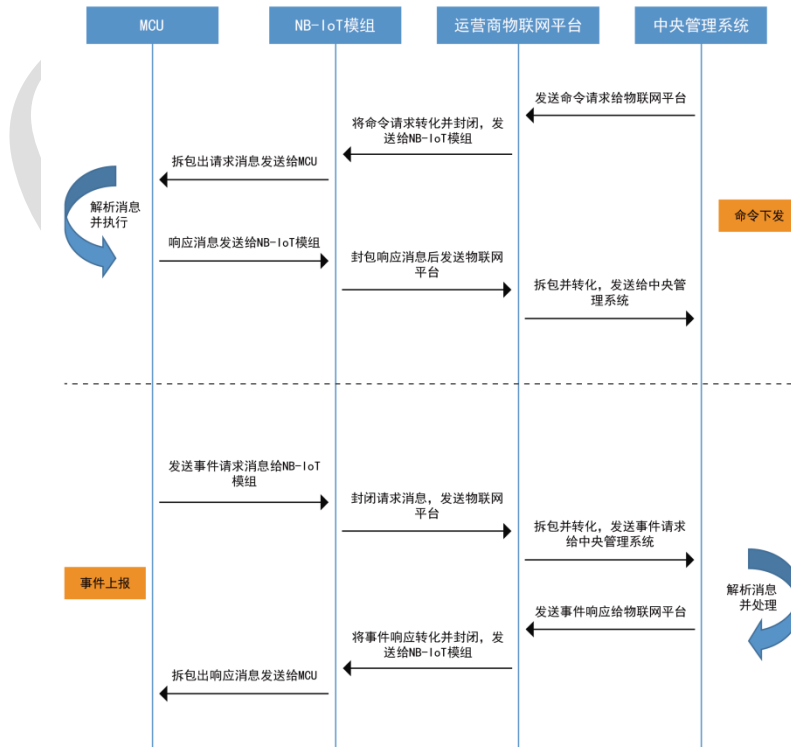 MCU
NB-IoT模组
运营商物联网平台
中央管理系统
发送命令请求给物联网平台
将命令请求转化并封闭，发
送给NB-IoT模组
拆包出请求消息发送给MCU
解析消息
并执行
命令下发
响应消息发送给NB-IoT模组
封包响应消息后发送物联网
平台
拆包并转化，发送给中央管
理系统
发送事件请求消息给NB-IoT
模组
封闭请求消息，发送物联网
平台
拆包并转化，发送事件请求
给中央管理系统
事件上报
解析消息
并处理
发送事件响应给物联网平台
将事件响应转化并封闭，发
送给NB-IoT模组
拆包出响应消息发送给MCU